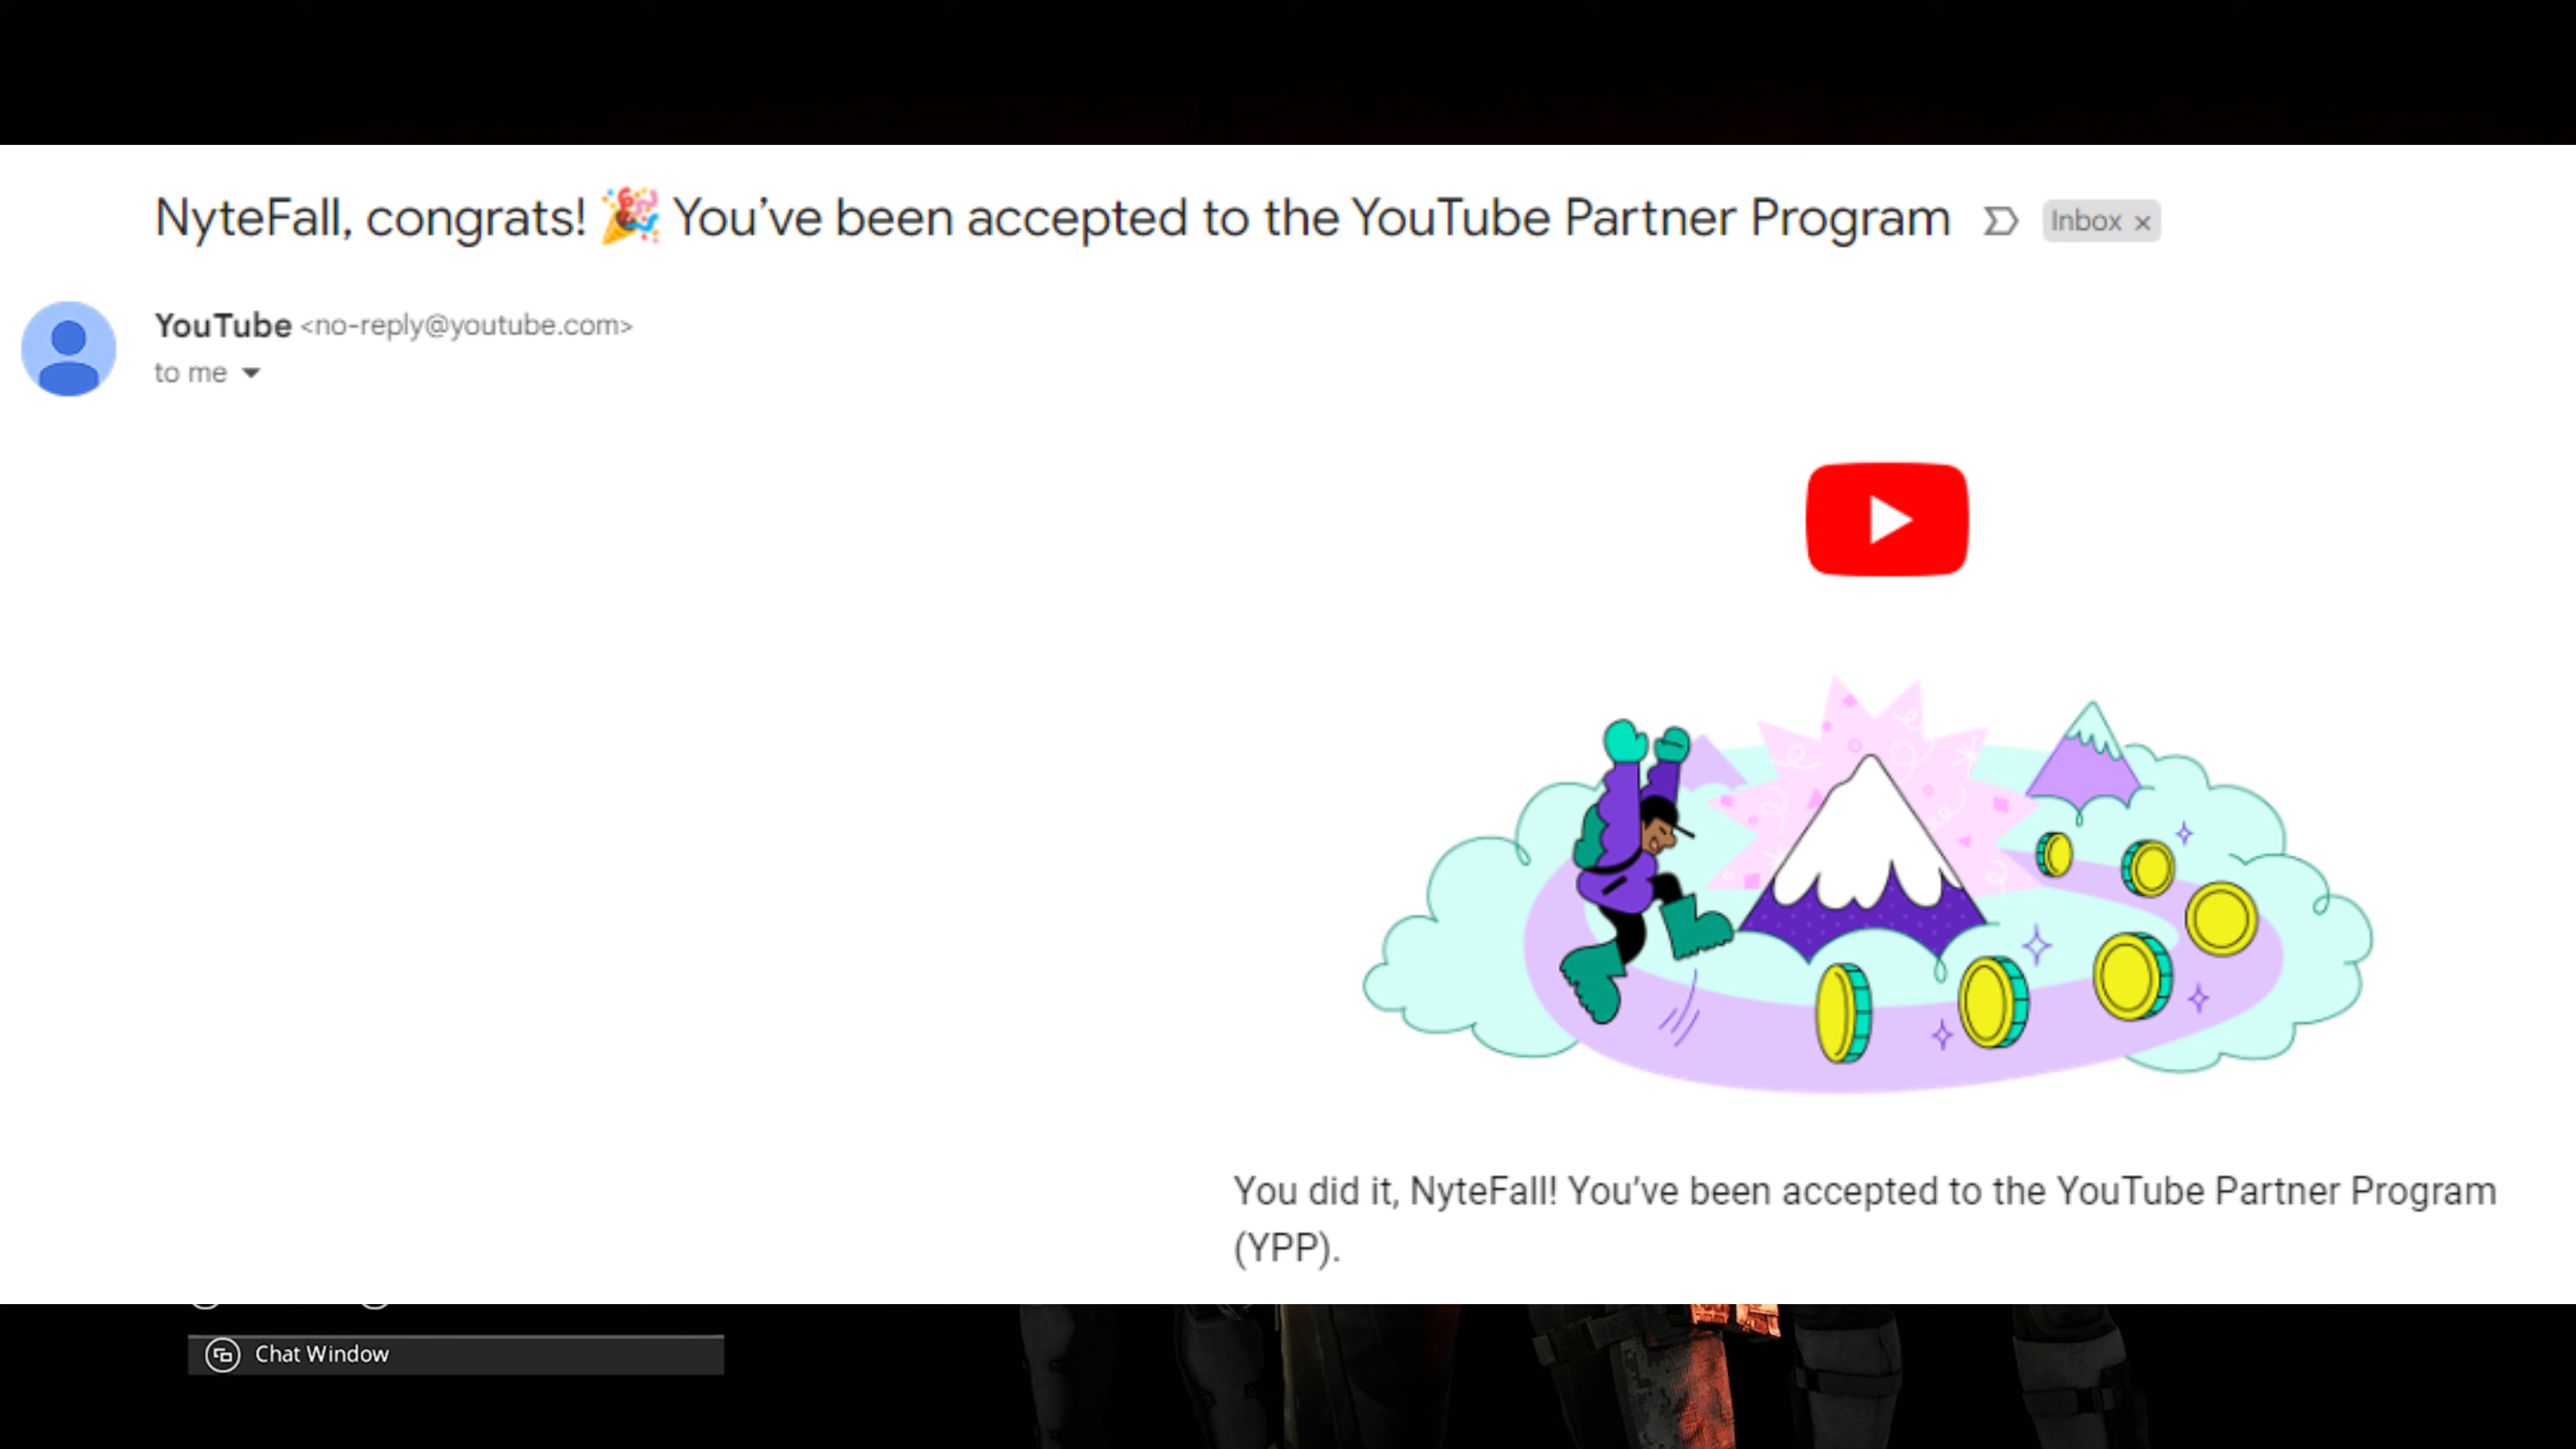 NyteFall, congrats! 🎉 You’ve been accepted to the YouTube Partner Program Inbox ×
YouTube <no-reply@youtube.com>
to me
You did it, NyteFall! You’ve been accepted to the YouTube Partner Program
(YPP).
Chat Window